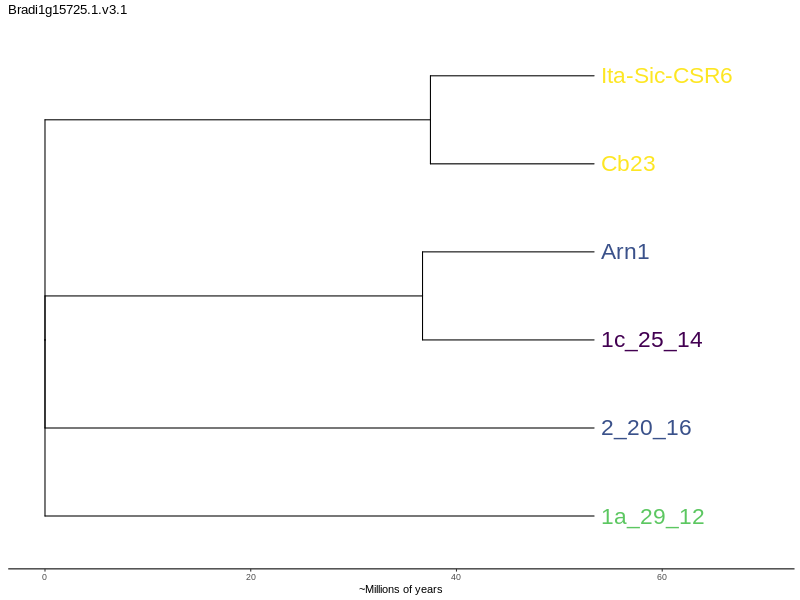 Bradi1g15725.1.v3.1
Ita-Sic-CSR6
Cb23
Arn1
1c_25_14
2_20_16
1a_29_12
0 20 40 60
~Millions of years